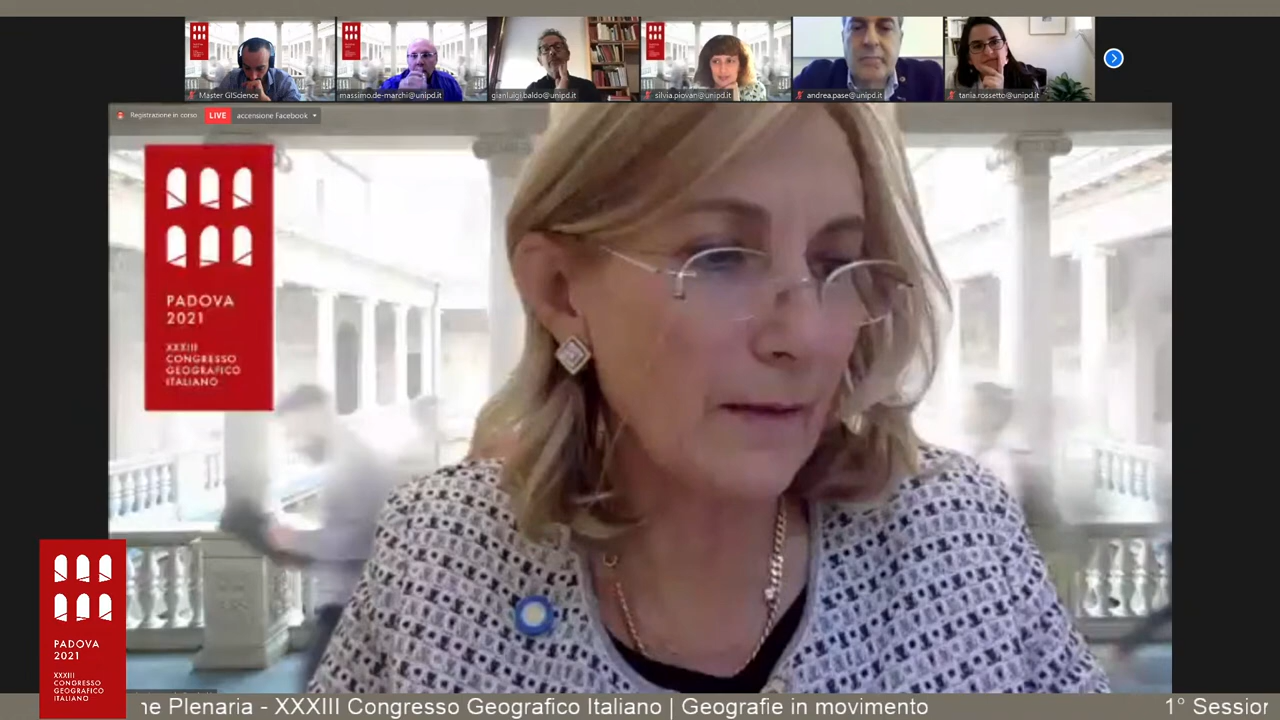 Master GIScience
massimo.de-marchi@unipd.it
gianluigi.baldo@unipd.it
silvia.piovan@unipd.it
andrea.pase@unipd.it
tania.rossetto@unipd.it
Registrazione in corso
LIVE
accensione Facebook
PADOVA
2021
XXXIII
CONGRESSO
GEOGRAFICO
ITALIANO
PADOVA
2021
XXXIII
CONGRESSO
GEOGRAFICO
ITALIANO
ne Plenaria - XXXIII Congresso Geografico Italiano | Geografie in movimento
1° Session